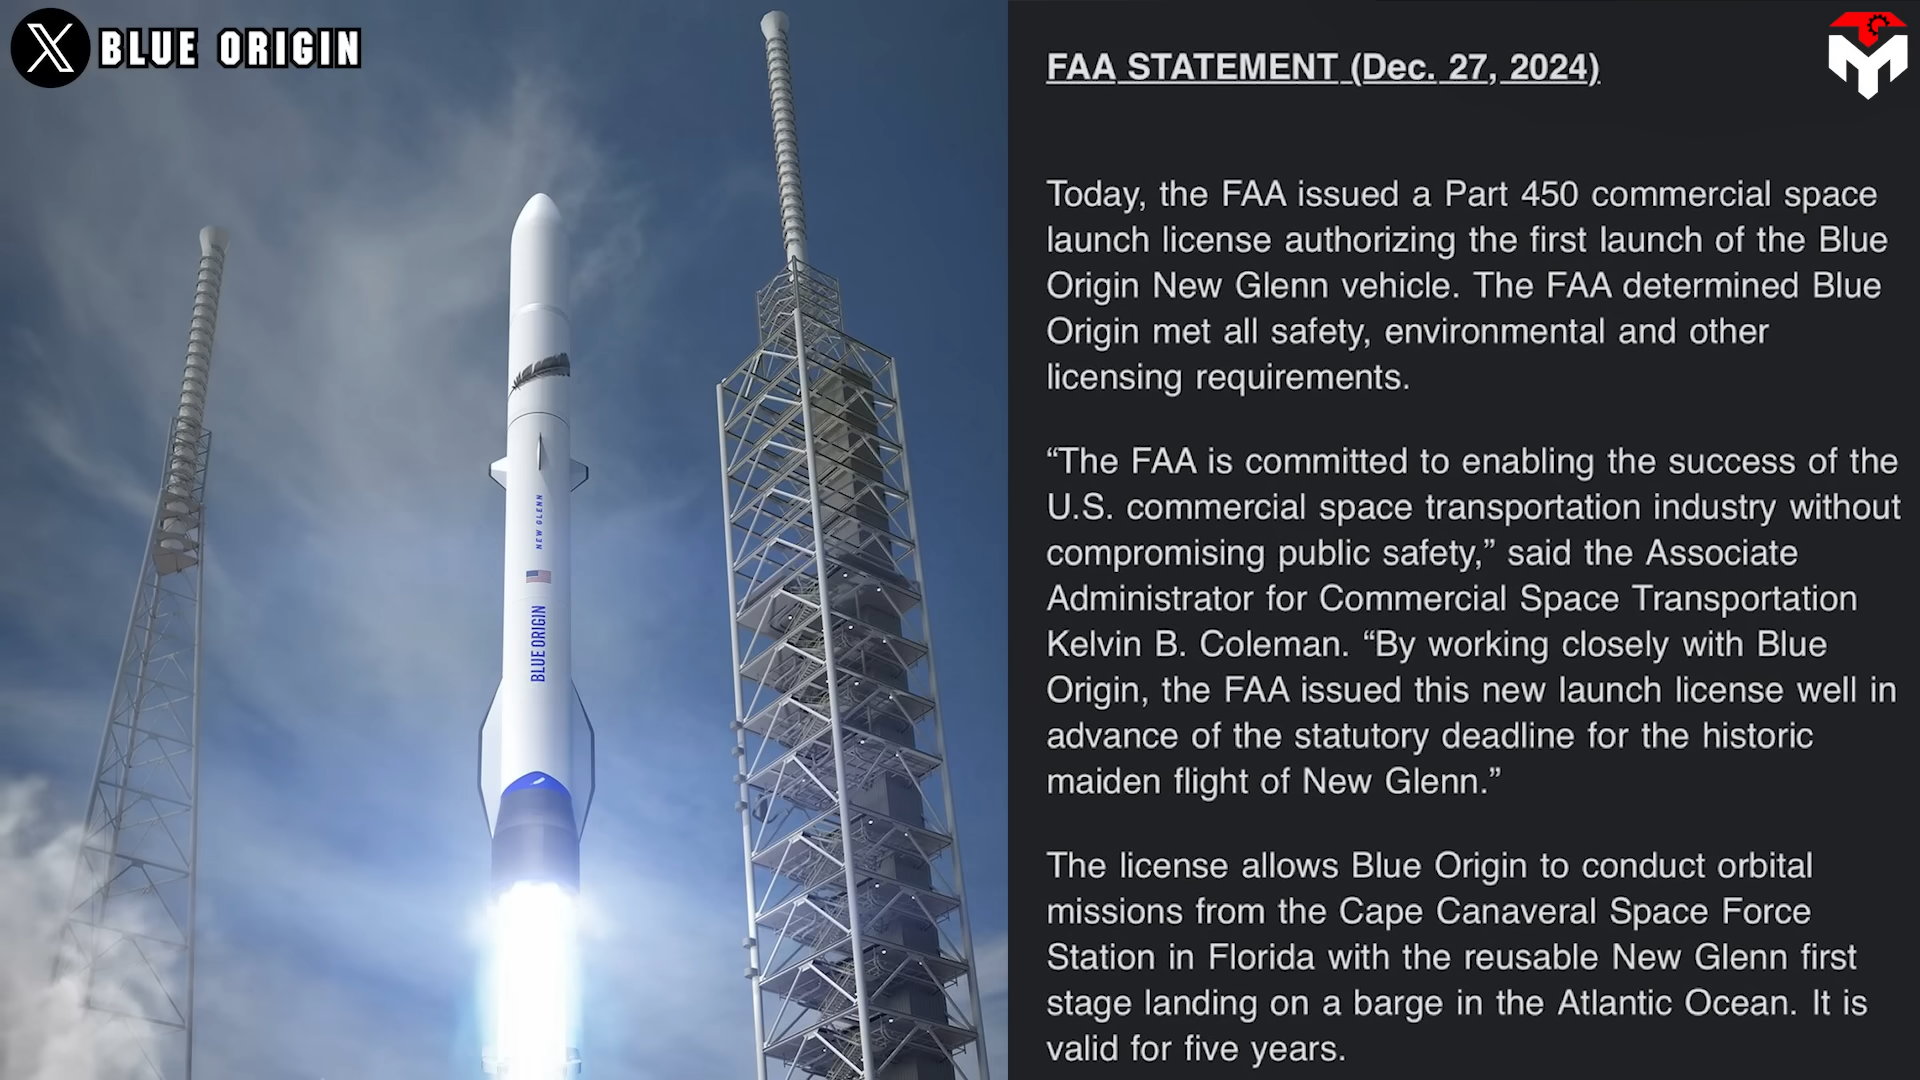 BLUE ORIGIN
NEW GLENN
BLUE ORIGIN
FAA STATEMENT (Dec. 27, 2024)
Today, the FAA issued a Part 450 commercial space
launch license authorizing the first launch of the Blue
Origin New Glenn vehicle. The FAA determined Blue
Origin met all safety, environmental and other
licensing requirements.
“The FAA is committed to enabling the success of the
U.S. commercial space transportation industry without
compromising public safety,” said the Associate
Administrator for Commercial Space Transportation
Kelvin B. Coleman. “By working closely with Blue
Origin, the FAA issued this new launch license well in
advance of the statutory deadline for the historic
maiden flight of New Glenn.”
The license allows Blue Origin to conduct orbital
missions from the Cape Canaveral Space Force
Station in Florida with the reusable New Glenn first
stage landing on a barge in the Atlantic Ocean. It is
valid for five years.